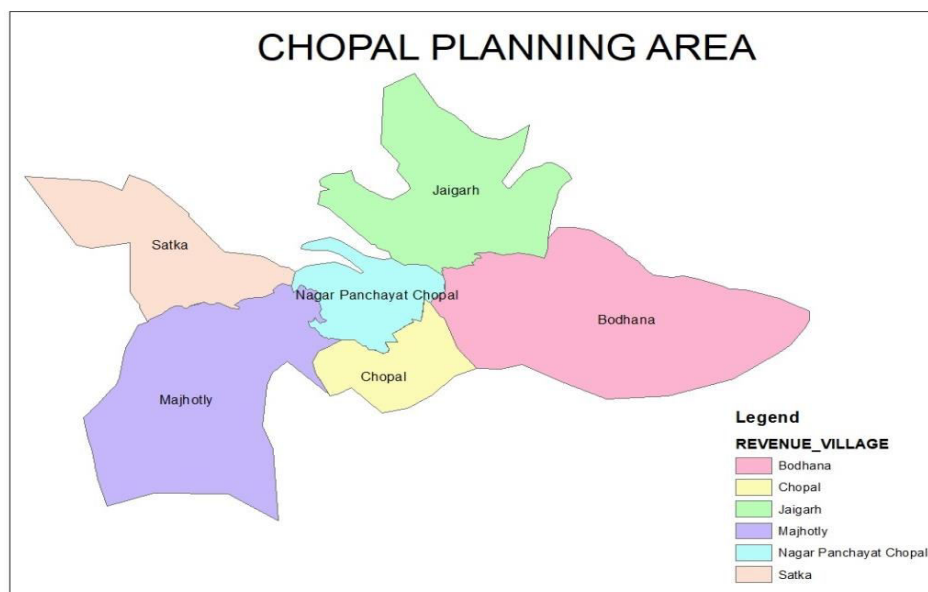 CHOPAL PLANNING AREA
Jaigarh
Satka
Nagar Panchayat Chopal
Bodhana
Chopal
Majhotly
Legend
REVENUE_VILLAGE
Bodhana
Chopal
Jaigarh
Majhotly
Nagar Panchayat Chopal
Satka